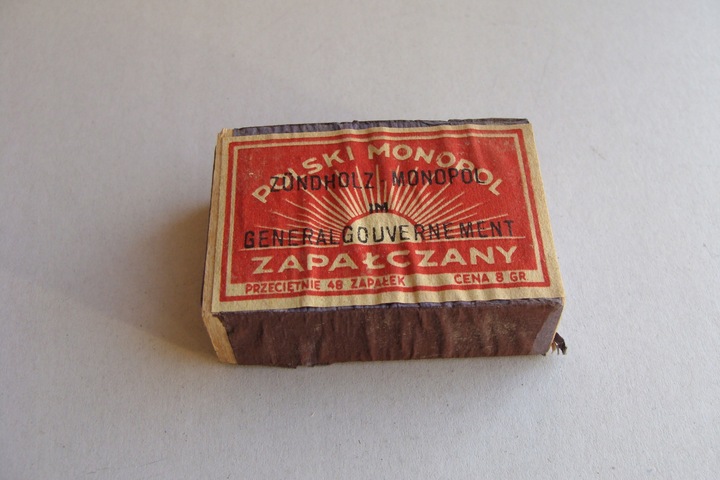 POLSKI MONOPOL
ZÜNDHOLZ-MONOPOL
IM
GENERALGOUVERNEMENT
ZAPAŁCZANY
PRZECIĘTNIE 48 ZAPAŁEK CENA 8 GR.